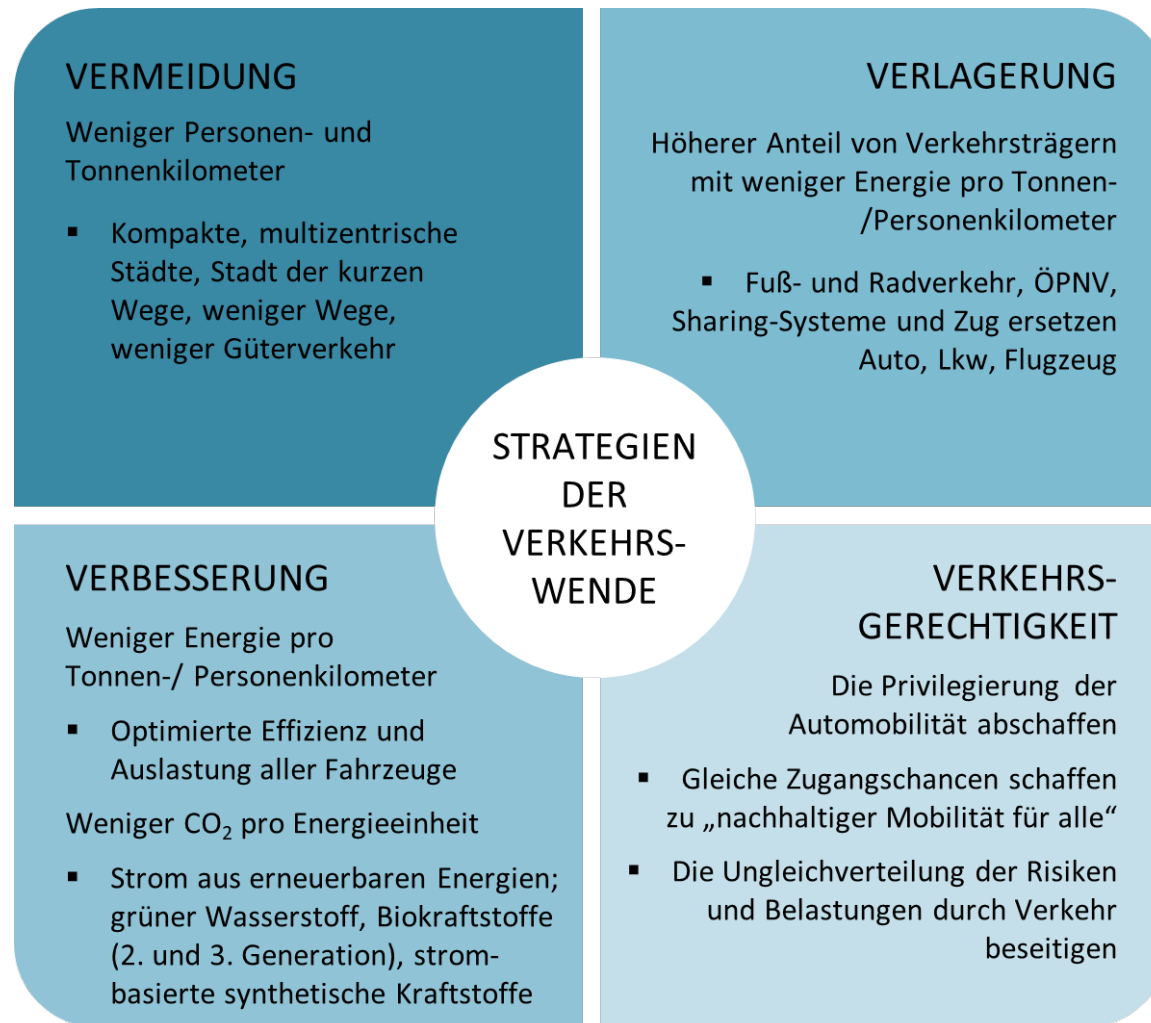 VERMEIDUNG
Weniger Personen- und
Tonnenkilometer
▪ Kompakte, multizentrische
Städte, Stadt der kurzen
Wege, weniger Wege,
weniger Güterverkehr
VERLAGERUNG
Höherer Anteil von Verkehrsträgern
mit weniger Energie pro Tonnen-
/Personenkilometer
▪ Fuß- und Radverkehr, ÖPNV,
Sharing-Systeme und Zug ersetzen
Auto, Lkw, Flugzeug
STRATEGIEN
DER
VERKEHRS-
WENDE
VERBESSERUNG
Weniger Energie pro
Tonnen-/ Personenkilometer
▪ Optimierte Effizienz und
Auslastung aller Fahrzeuge
Weniger CO₂ pro Energieeinheit
▪ Strom aus erneuerbaren Energien;
grüner Wasserstoff, Biokraftstoffe
(2. und 3. Generation), strom-
basierte synthetische Kraftstoffe
VERKEHRS-
GERECHTIGKEIT
Die Privilegierung der
Automobilität abschaffen
▪ Gleiche Zugangschancen schaffen
zu „nachhaltiger Mobilität für alle“
▪ Die Ungleichverteilung der Risiken
und Belastungen durch Verkehr
beseitigen